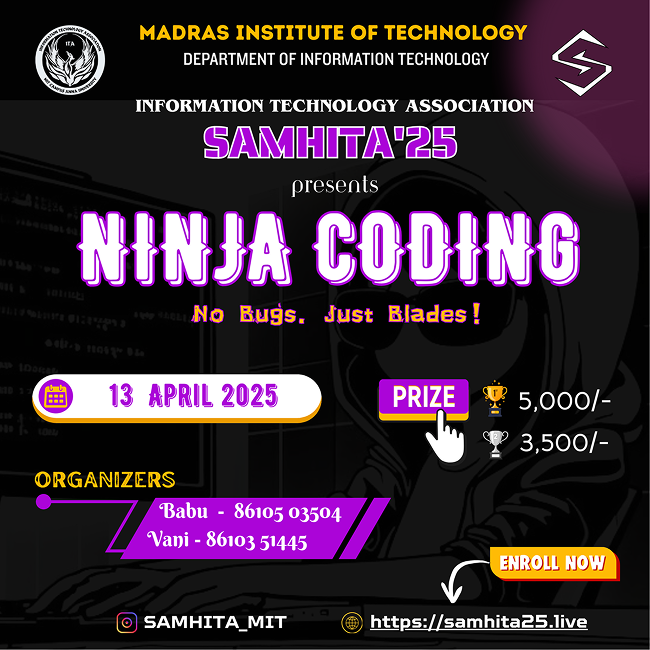 MADRAS INSTITUTE OF TECHNOLOGY
DEPARTMENT OF INFORMATION TECHNOLOGY
ITA
INFORMATION TECHNOLOGY ASSOCIATION
SAMHITA'25
presents
NINJA CODING
No Bugs. Just Blades!
13 APRIL 2025
PRIZE
5,000/-
3,500/-
ORGANIZERS
Babu - 86105 03504
Vani - 86103 51445
ENROLL NOW
SAMHITA_MIT
https://samhita25.live